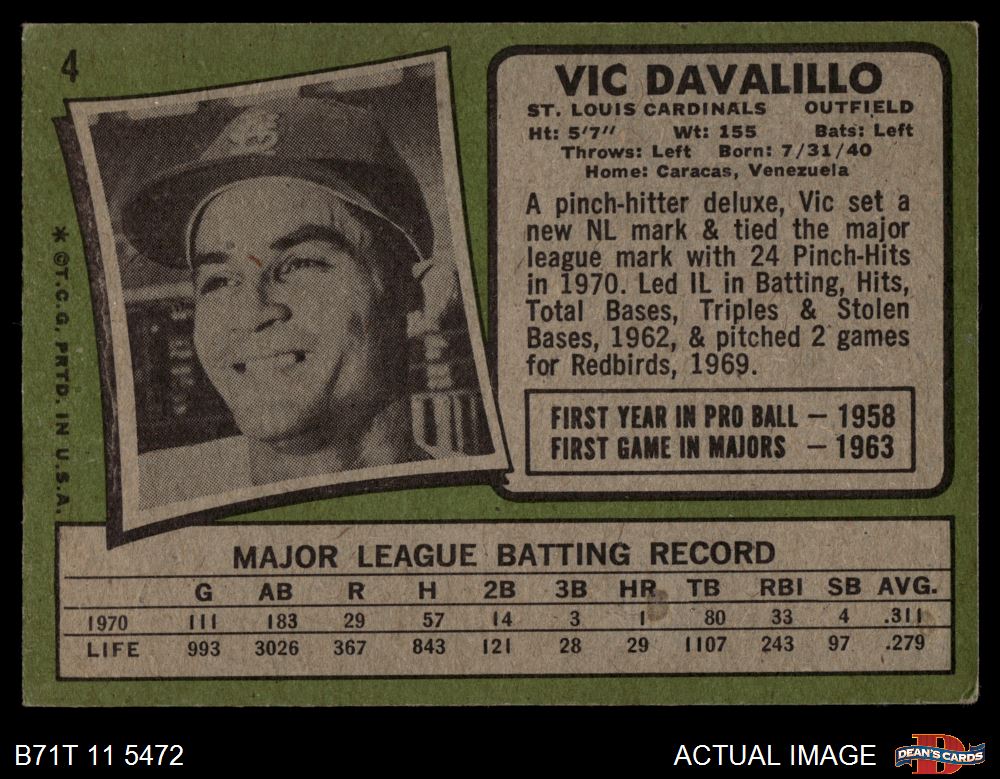 4
VIC DAVALILLO
ST. LOUIS CARDINALS OUTFIELD
Ht: 5'7" Wt: 155 Bats: Left
Throws: Left Born: 7/31/40
Home: Caracas, Venezuela
A pinch-hitter deluxe, Vic set a
new NL mark & tied the major
league mark with 24 Pinch-Hits
in 1970. Led IL in Batting, Hits,
Total Bases, Triples & Stolen
Bases, 1962, & pitched 2 games
for Redbirds, 1969.
FIRST YEAR IN PRO BALL — 1958
FIRST GAME IN MAJORS — 1963
* ©T.C.G. PRTD. IN U.S.A.
MAJOR LEAGUE BATTING RECORD
G AB R H 2B 3B HR TB RBI SB AVG.
1970 111 183 29 57 14 3 1 80 33 4 .311
LIFE 993 3026 367 843 121 28 29 1107 243 97 .279
B71T 11 5472 ACTUAL IMAGE
D
DEAN'S CARDS